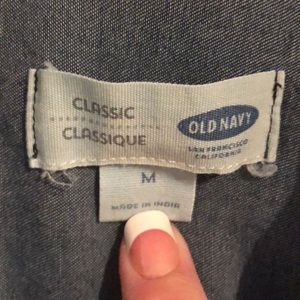 CLASSIC
CLASSIQUE
OLD NAVY
SAN FRANCISCO
CALIFORNIA
M
MADE IN INDIA